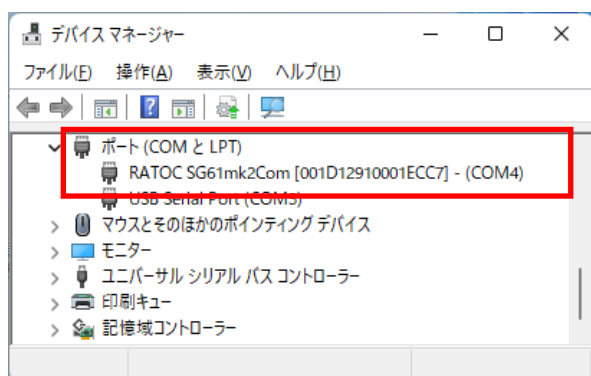 デバイス マネージャー
ファイル(F) 操作(A) 表示(V) ヘルプ(H)
ポート (COM と LPT)
RATOC SG61mk2Com [001D12910001ECC7] - (COM4)
USB Serial Port (COM5)
マウスとそのほかのポインティング デバイス
モニター
ユニバーサル シリアル バス コントローラー
印刷キュー
記憶域コントローラー